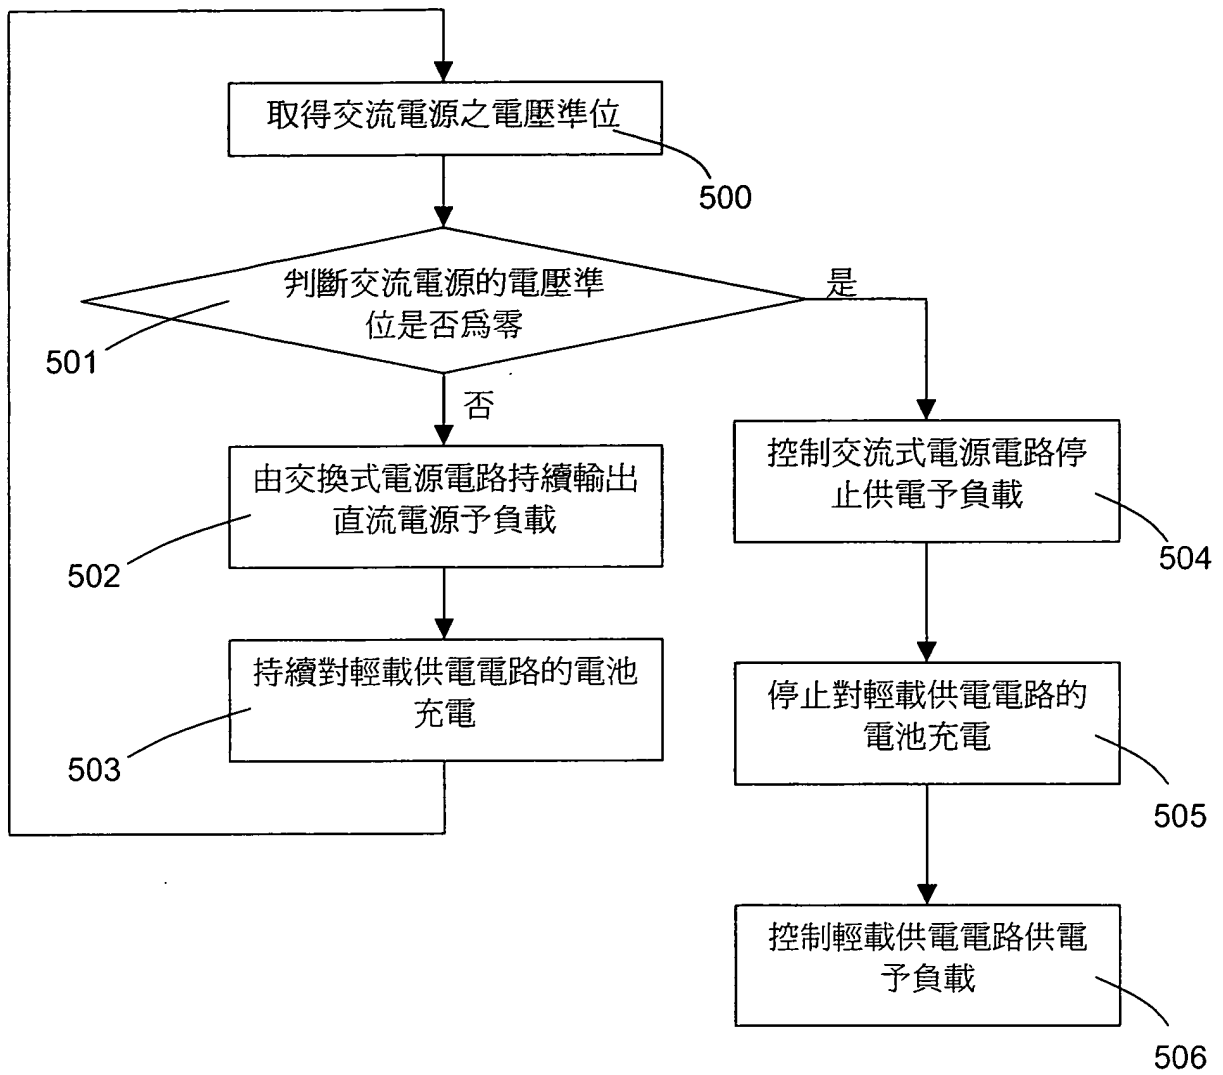 取得交流電源之電壓準位
500
判斷交流電源的電壓準
位是否為零
501
是
否
由交換式電源電路持續輸出
直流電源予負載
502
持續對輕載供電電路的電池
充電
503
控制交流式電源電路停
止供電予負載
504
停止對輕載供電電路的
電池充電
505
控制輕載供電電路供電
予負載
506